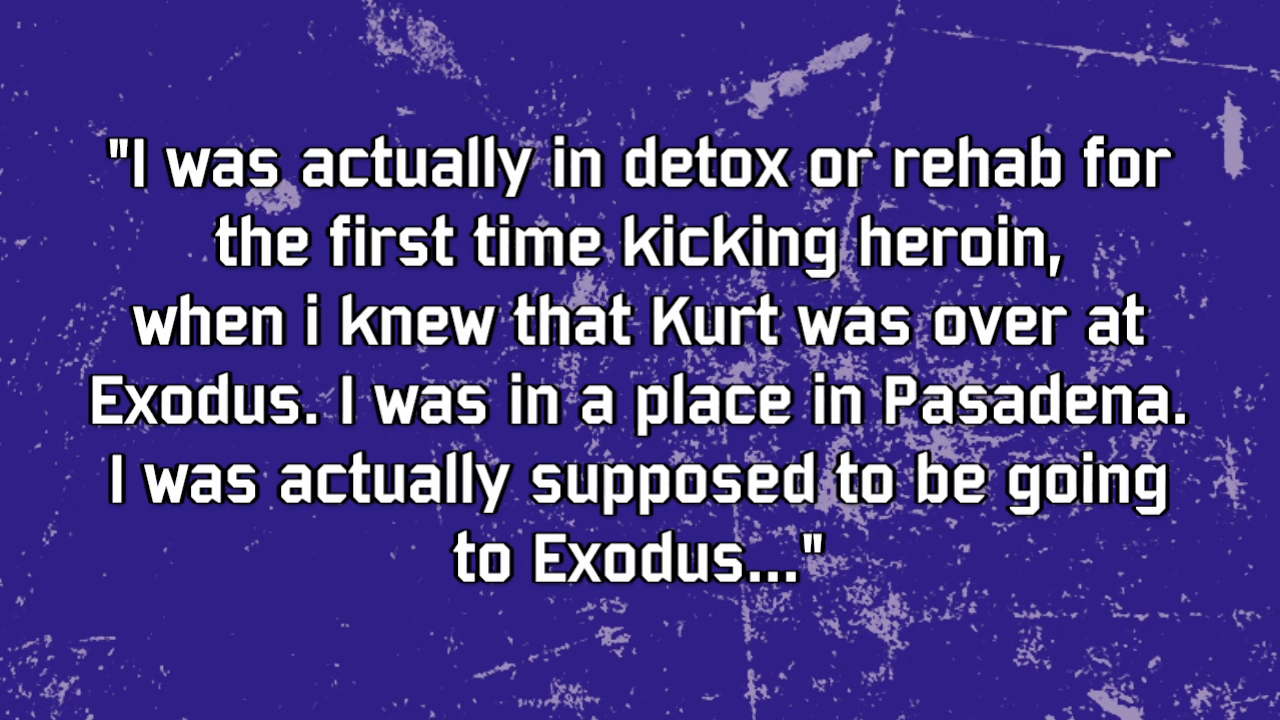 "I was actually in detox or rehab for
the first time kicking heroin,
when i knew that Kurt was over at
Exodus. I was in a place in Pasadena.
I was actually supposed to be going
to Exodus..."